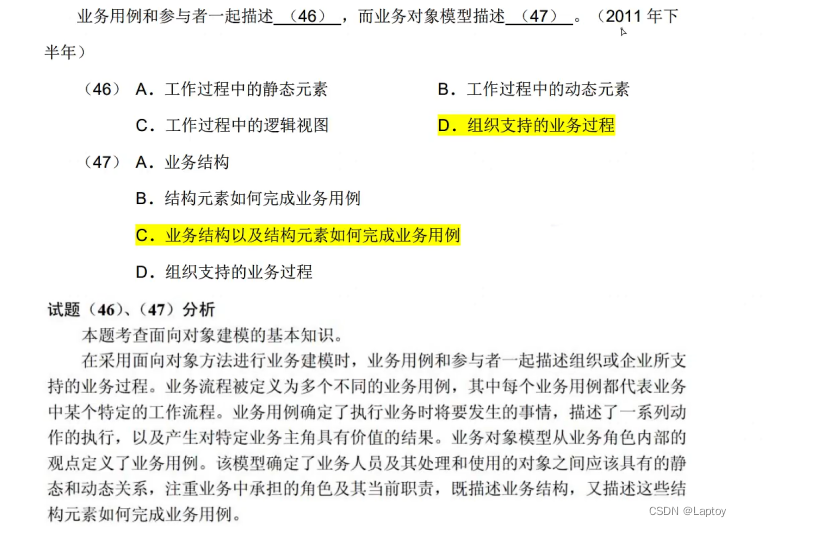 业务用例和参与者一起描述 （46） ，而业务对象模型描述 （47） 。（2011 年下
半年）
（46） A．工作过程中的静态元素 B．工作过程中的动态元素
C．工作过程中的逻辑视图 D．组织支持的业务过程
（47） A．业务结构
B．结构元素如何完成业务用例
C．业务结构以及结构元素如何完成业务用例
D．组织支持的业务过程
试题（46）、（47）分析
本题考查面向对象建模的基本知识。
在采用面向对象方法进行业务建模时，业务用例和参与者一起描述组织或企业所支
持的业务过程。业务流程被定义为多个不同的业务用例，其中每个业务用例都代表业务
中某个特定的工作流程。业务用例确定了执行业务时将要发生的事情，描述了一系列动
作的执行，以及产生对特定业务主角具有价值的结果。业务对象模型从业务角色内部的
观点定义了业务用例。该模型确定了业务人员及其处理和使用的对象之间应该具有的静
态和动态关系，注重业务中承担的角色及其当前职责，既描述业务结构，又描述这些结
构元素如何完成业务用例。
CSDN @Laptoy